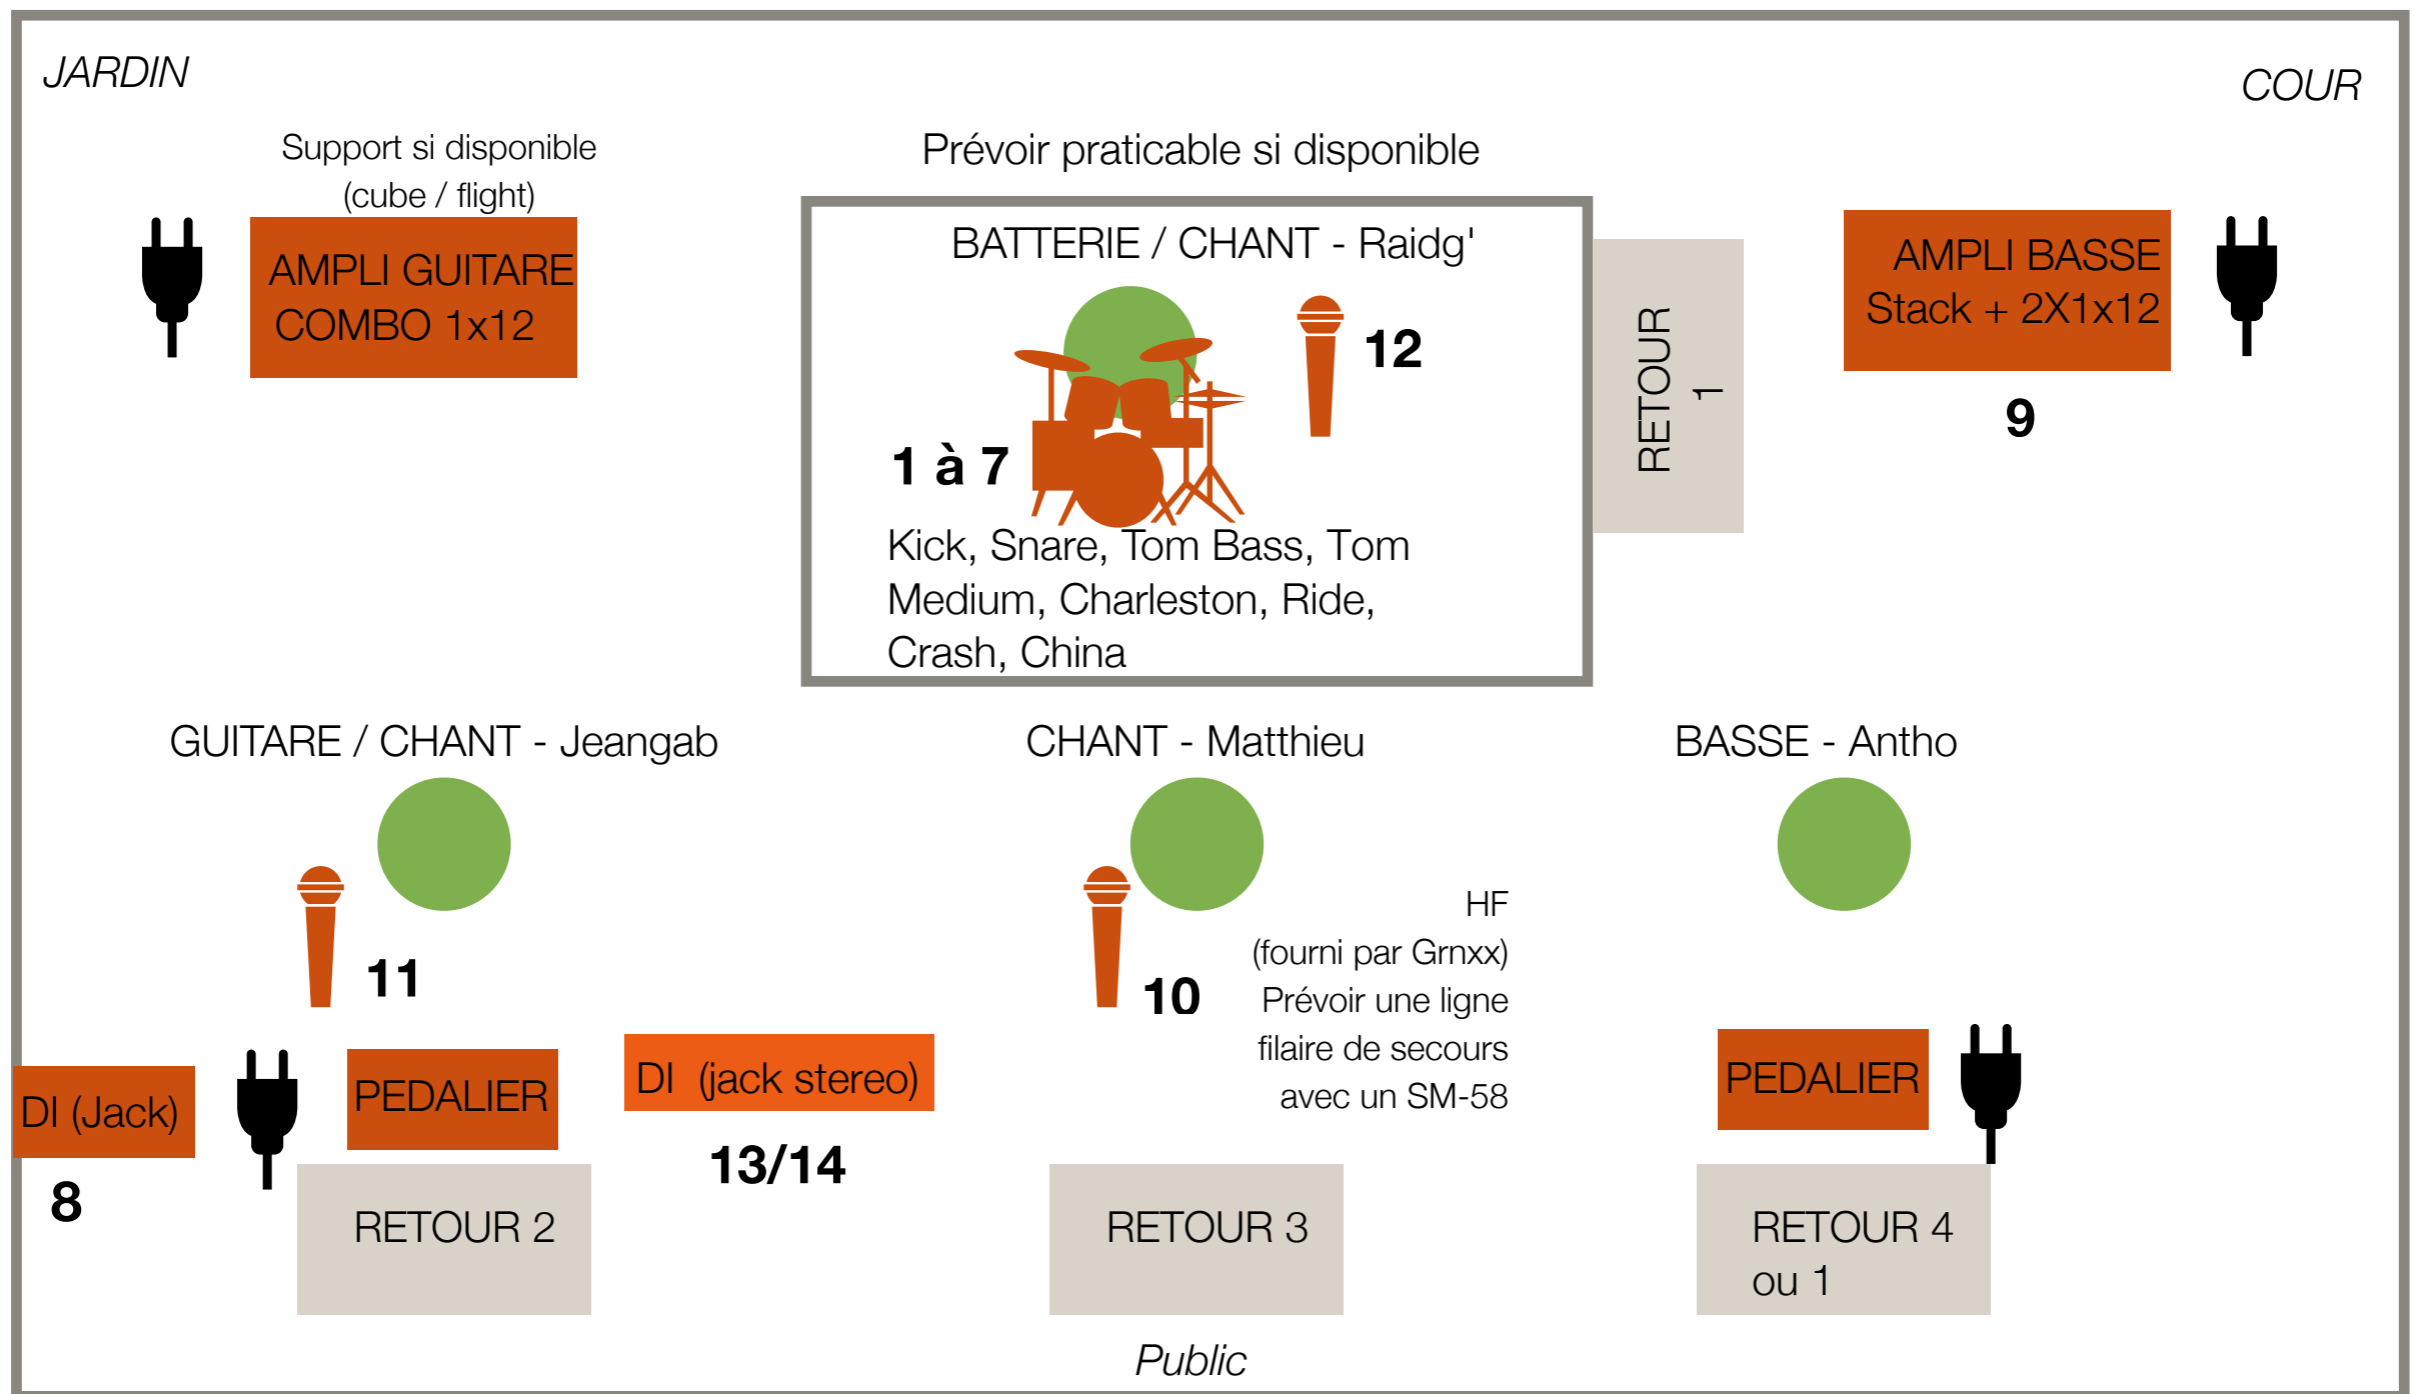 JARDIN
COUR
Support si disponible
(cube / flight)
Prévoir praticable si disponible
AMPLI GUITARE
COMBO 1x12
BATTERIE / CHANT - Raidg'
12
1 à 7
Kick, Snare, Tom Bass, Tom
Medium, Charleston, Ride,
Crash, China
RETOUR
1
AMPLI BASSE
Stack + 2X1x12
9
GUITARE / CHANT - Jeangab
CHANT - Matthieu
BASSE - Antho
11
10
HF
(fourni par Grnxx)
Prévoir une ligne
filaire de secours
avec un SM-58
DI (Jack)
8
PEDALIER
DI (jack stereo)
13/14
PEDALIER
RETOUR 2
RETOUR 3
RETOUR 4
ou 1
Public